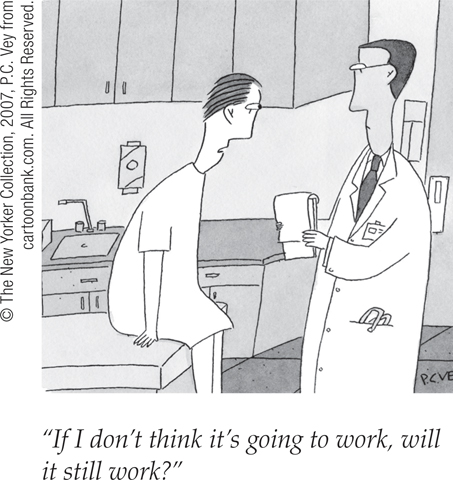 © The New Yorker Collection, 2007, P.C. Vey from
cartoonbank.com. All Rights Reserved.
P.C.VEY
“If I don’t think it’s going to work, will
it still work?”